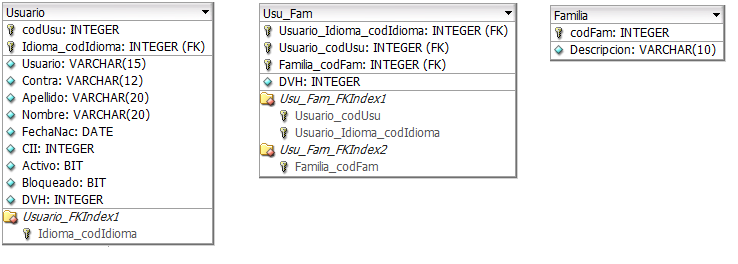 Usuario
codUsu: INTEGER
Idioma_codIdioma: INTEGER (FK)
Usuario: VARCHAR(15)
Contra: VARCHAR(12)
Apellido: VARCHAR(20)
Nombre: VARCHAR(20)
FechaNac: DATE
CII: INTEGER
Activo: BIT
Bloqueado: BIT
DVH: INTEGER
Usuario_FKIndex1
Idioma_codIdioma
Usu_Fam
Usuario_Idioma_codIdioma: INTEGER (FK)
Usuario_codUsu: INTEGER (FK)
Familia_codFam: INTEGER (FK)
DVH: INTEGER
Usu_Fam_FKIndex1
Usuario_codUsu
Usuario_Idioma_codIdioma
Usu_Fam_FKIndex2
Familia_codFam
Familia
codFam: INTEGER
Descripcion: VARCHAR(10)